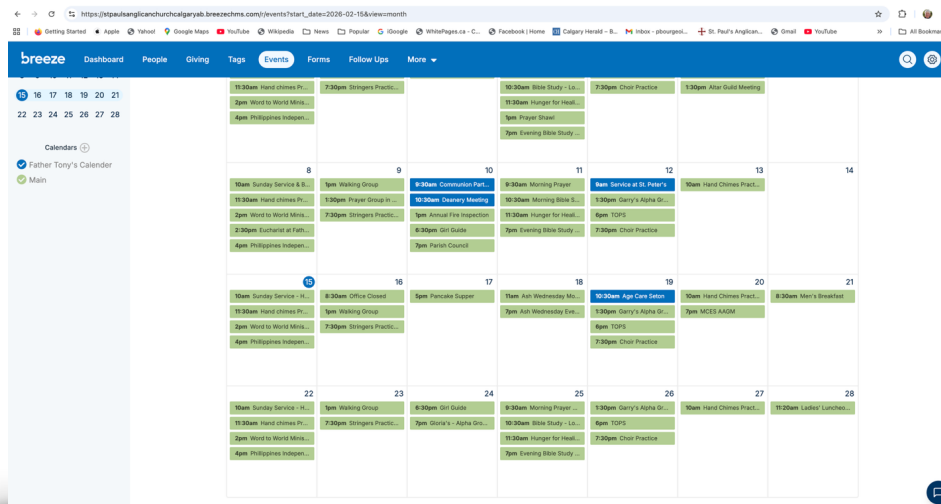 https://stpaulsanglicanchurchcalgaryab.breezechms.com/r/events?start_date=2026-02-15&view=month
Getting Started Apple Yahoo! Google Maps YouTube Wikipedia News Popular iGoogle WhitePages.ca - C... Facebook | Home Calgary Herald – B... Inbox - pbourgeoi... St. Paul's Anglican... Gmail YouTube » All Bookmar
breeze Dashboard People Giving Tags Events Forms Follow Ups More
15 16 17 18 19 20 21
22 23 24 25 26 27 28
Calendars
Father Tony's Calender
Main
11:30am Hand chimes Pr...
2pm Word to World Minis...
4pm Phillippines Indepen...
7:30pm Stringers Practic...
10:30am Bible Study - Lo...
11:30am Hunger for Heali...
1pm Prayer Shawl
7pm Evening Bible Study ...
7:30pm Choir Practice
1:30pm Altar Guild Meeting
8
10am Sunday Service & B...
11:30am Hand chimes Pr...
2pm Word to World Minis...
2:30pm Eucharist at Fath...
4pm Phillippines Indepen...
9
1pm Walking Group
1:30pm Prayer Group in ...
7:30pm Stringers Practic...
10
9:30am Communion Part...
10:30am Deanery Meeting
1pm Annual Fire Inspection
6:30pm Girl Guide
7pm Parish Council
11
9:30am Morning Prayer
10:30am Morning Bible S...
11:30am Hunger for Heali...
7pm Evening Bible Study ...
12
9am Service at St. Peter's
1:30pm Garry's Alpha Gr...
6pm TOPS
7:30pm Choir Practice
13
10am Hand Chimes Pract...
14
15
10am Sunday Service - H...
11:30am Hand chimes Pr...
2pm Word to World Minis...
4pm Phillippines Indepen...
16
8:30am Office Closed
1pm Walking Group
7:30pm Stringers Practic...
17
5pm Pancake Supper
18
11am Ash Wednesday Mo...
7pm Ash Wednesday Eve...
19
10:30am Age Care Seton
1:30pm Garry's Alpha Gr...
6pm TOPS
7:30pm Choir Practice
20
10am Hand Chimes Pract...
7pm MCES AAGM
21
8:30am Men's Breakfast
22
10am Sunday Service - H...
11:30am Hand chimes Pr...
2pm Word to World Minis...
4pm Phillippines Indepen...
23
1pm Walking Group
7:30pm Stringers Practic...
24
6:30pm Girl Guide
7pm Gloria's - Alpha Gro...
25
9:30am Morning Prayer ...
10:30am Bible Study - Lo...
11:30am Hunger for Heali...
7pm Evening Bible Study ...
26
1:30pm Garry's Alpha Gr...
6pm TOPS
7:30pm Choir Practice
27
10am Hand Chimes Pract...
28
11:20am Ladies' Luncheo...